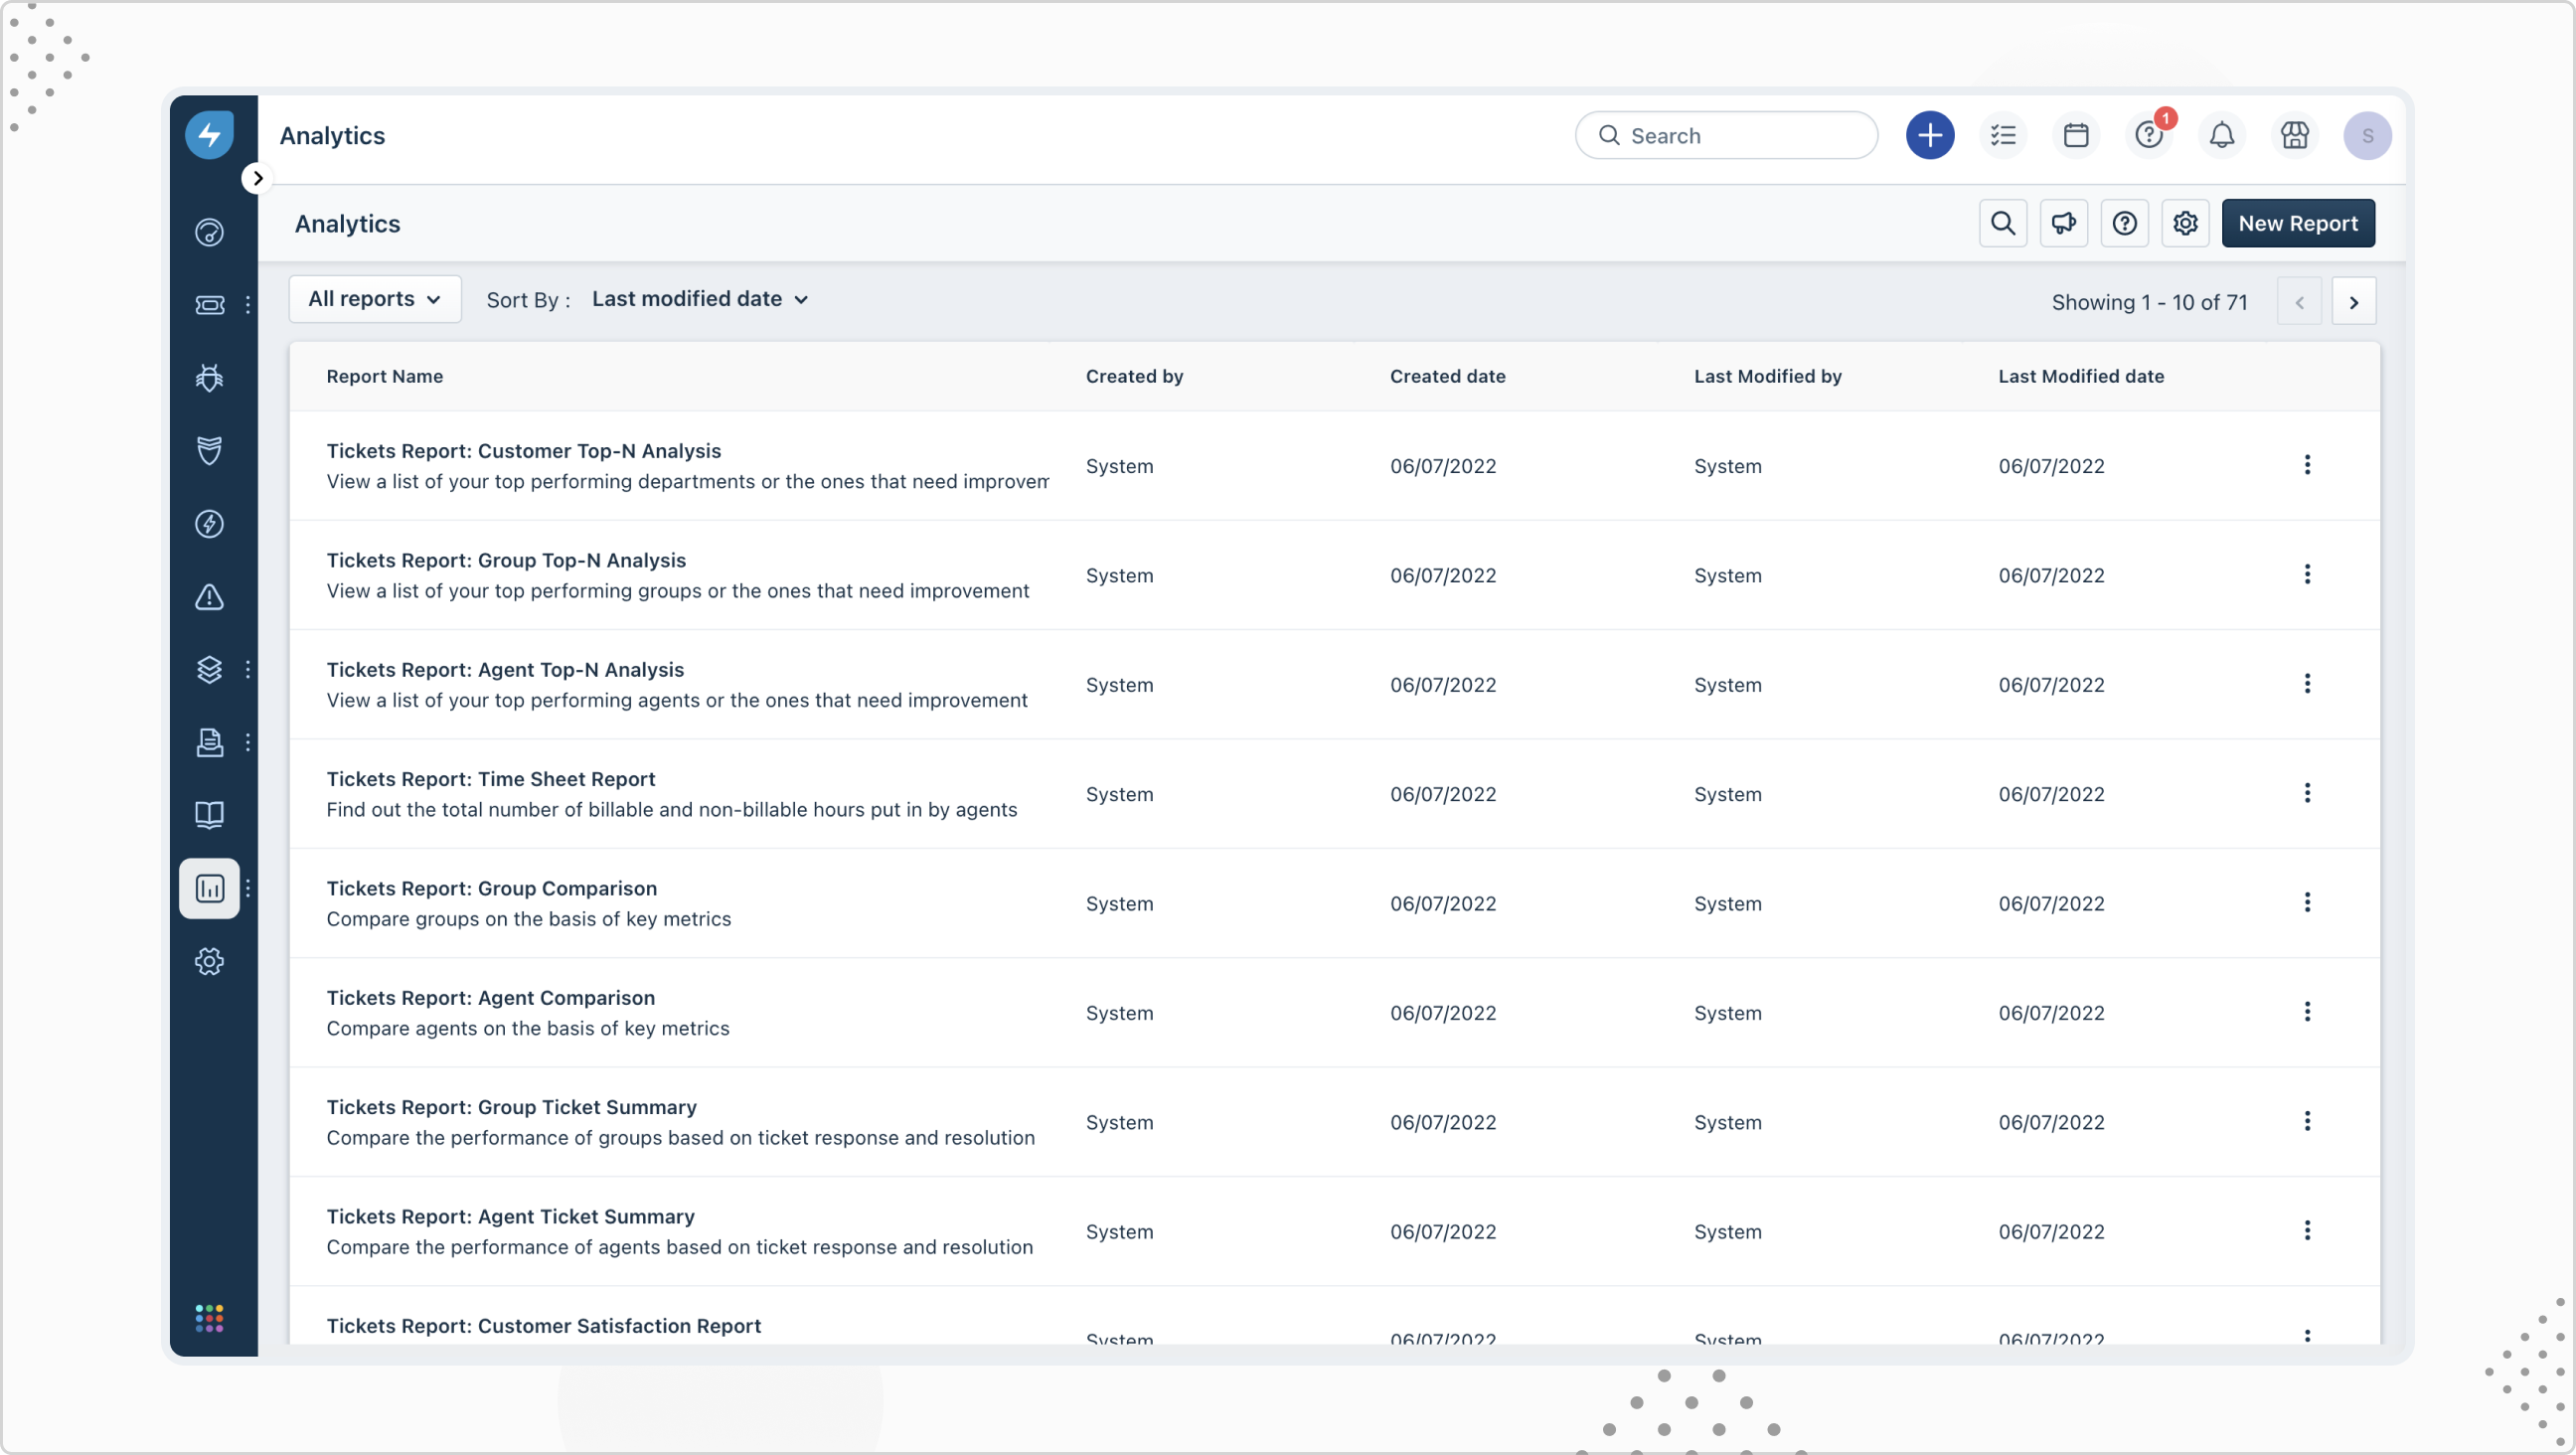 Analytics
Search
1
S
Analytics
New Report
All reports
Sort By :
Last modified date
Showing 1 - 10 of 71
Report Name
Created by
Created date
Last Modified by
Last Modified date
Tickets Report: Customer Top-N Analysis
View a list of your top performing departments or the ones that need improvem
System
06/07/2022
System
06/07/2022
Tickets Report: Group Top-N Analysis
View a list of your top performing groups or the ones that need improvement
System
06/07/2022
System
06/07/2022
Tickets Report: Agent Top-N Analysis
View a list of your top performing agents or the ones that need improvement
System
06/07/2022
System
06/07/2022
Tickets Report: Time Sheet Report
Find out the total number of billable and non-billable hours put in by agents
System
06/07/2022
System
06/07/2022
Tickets Report: Group Comparison
Compare groups on the basis of key metrics
System
06/07/2022
System
06/07/2022
Tickets Report: Agent Comparison
Compare agents on the basis of key metrics
System
06/07/2022
System
06/07/2022
Tickets Report: Group Ticket Summary
Compare the performance of groups based on ticket response and resolution
System
06/07/2022
System
06/07/2022
Tickets Report: Agent Ticket Summary
Compare the performance of agents based on ticket response and resolution
System
06/07/2022
System
06/07/2022
Tickets Report: Customer Satisfaction Report
System
06/07/2022
System
06/07/2022